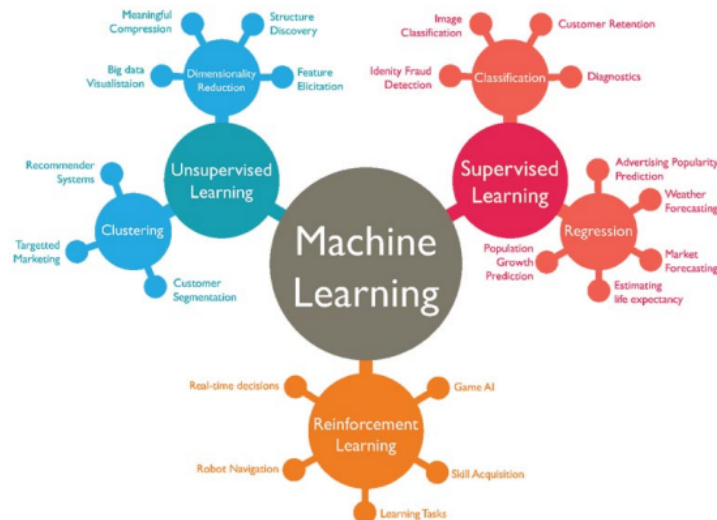 Meaningful
Compression
Structure
Discovery
Big data
Visualistaion
Dimensionality
Reduction
Feature
Elicitation
Unsupervised
Learning
Recommender
Systems
Clustering
Targetted
Marketing
Customer
Segmentation
Machine
Learning
Image
Classification
Customer Retention
Idenity Fraud
Detection
Classification
Diagnostics
Supervised
Learning
Advertising Popularity
Prediction
Weather
Forecasting
Regression
Population
Growth
Prediction
Market
Forecasting
Estimating
life expectancy
Real-time decisions
Game AI
Reinforcement
Learning
Robot Navigation
Skill Acquisition
Learning Tasks